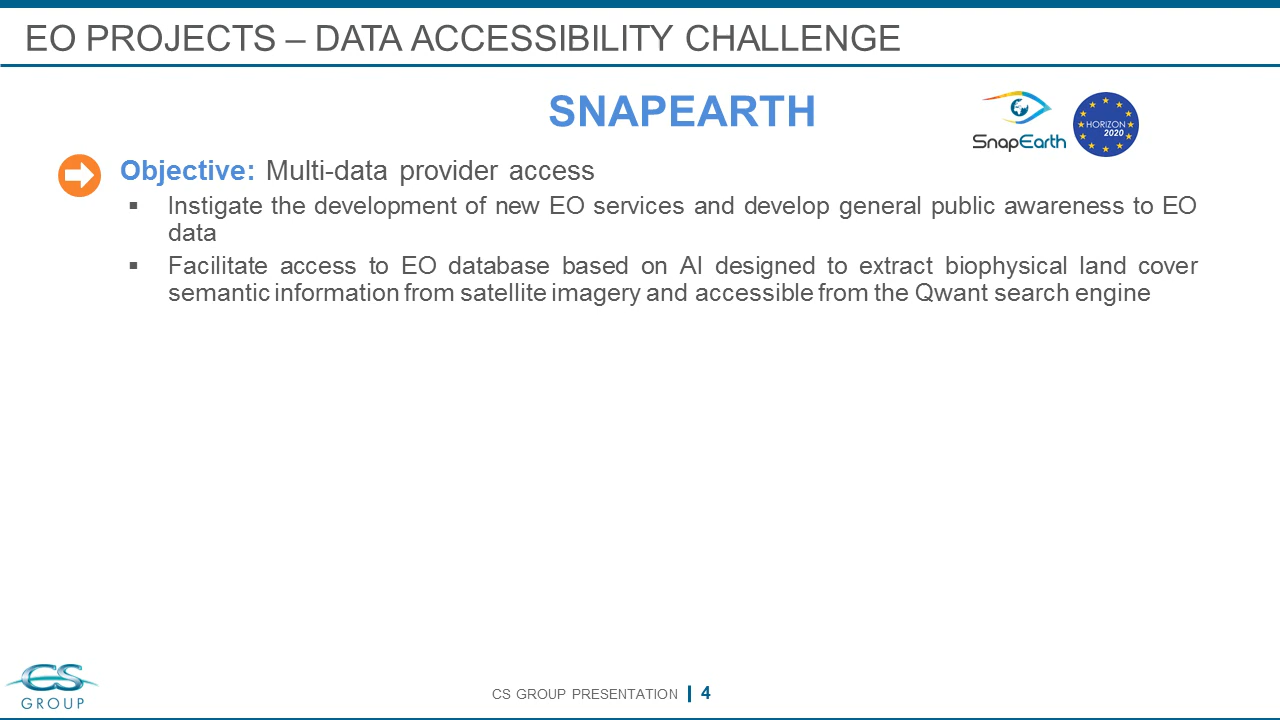 EO PROJECTS – DATA ACCESSIBILITY CHALLENGE
SNAPEARTH
SnapEarth
HORIZON
2020
Objective: Multi-data provider access
▪ Instigate the development of new EO services and develop general public awareness to EO
data
▪ Facilitate access to EO database based on AI designed to extract biophysical land cover
semantic information from satellite imagery and accessible from the Qwant search engine
CS
GROUP
CS GROUP PRESENTATION | 4